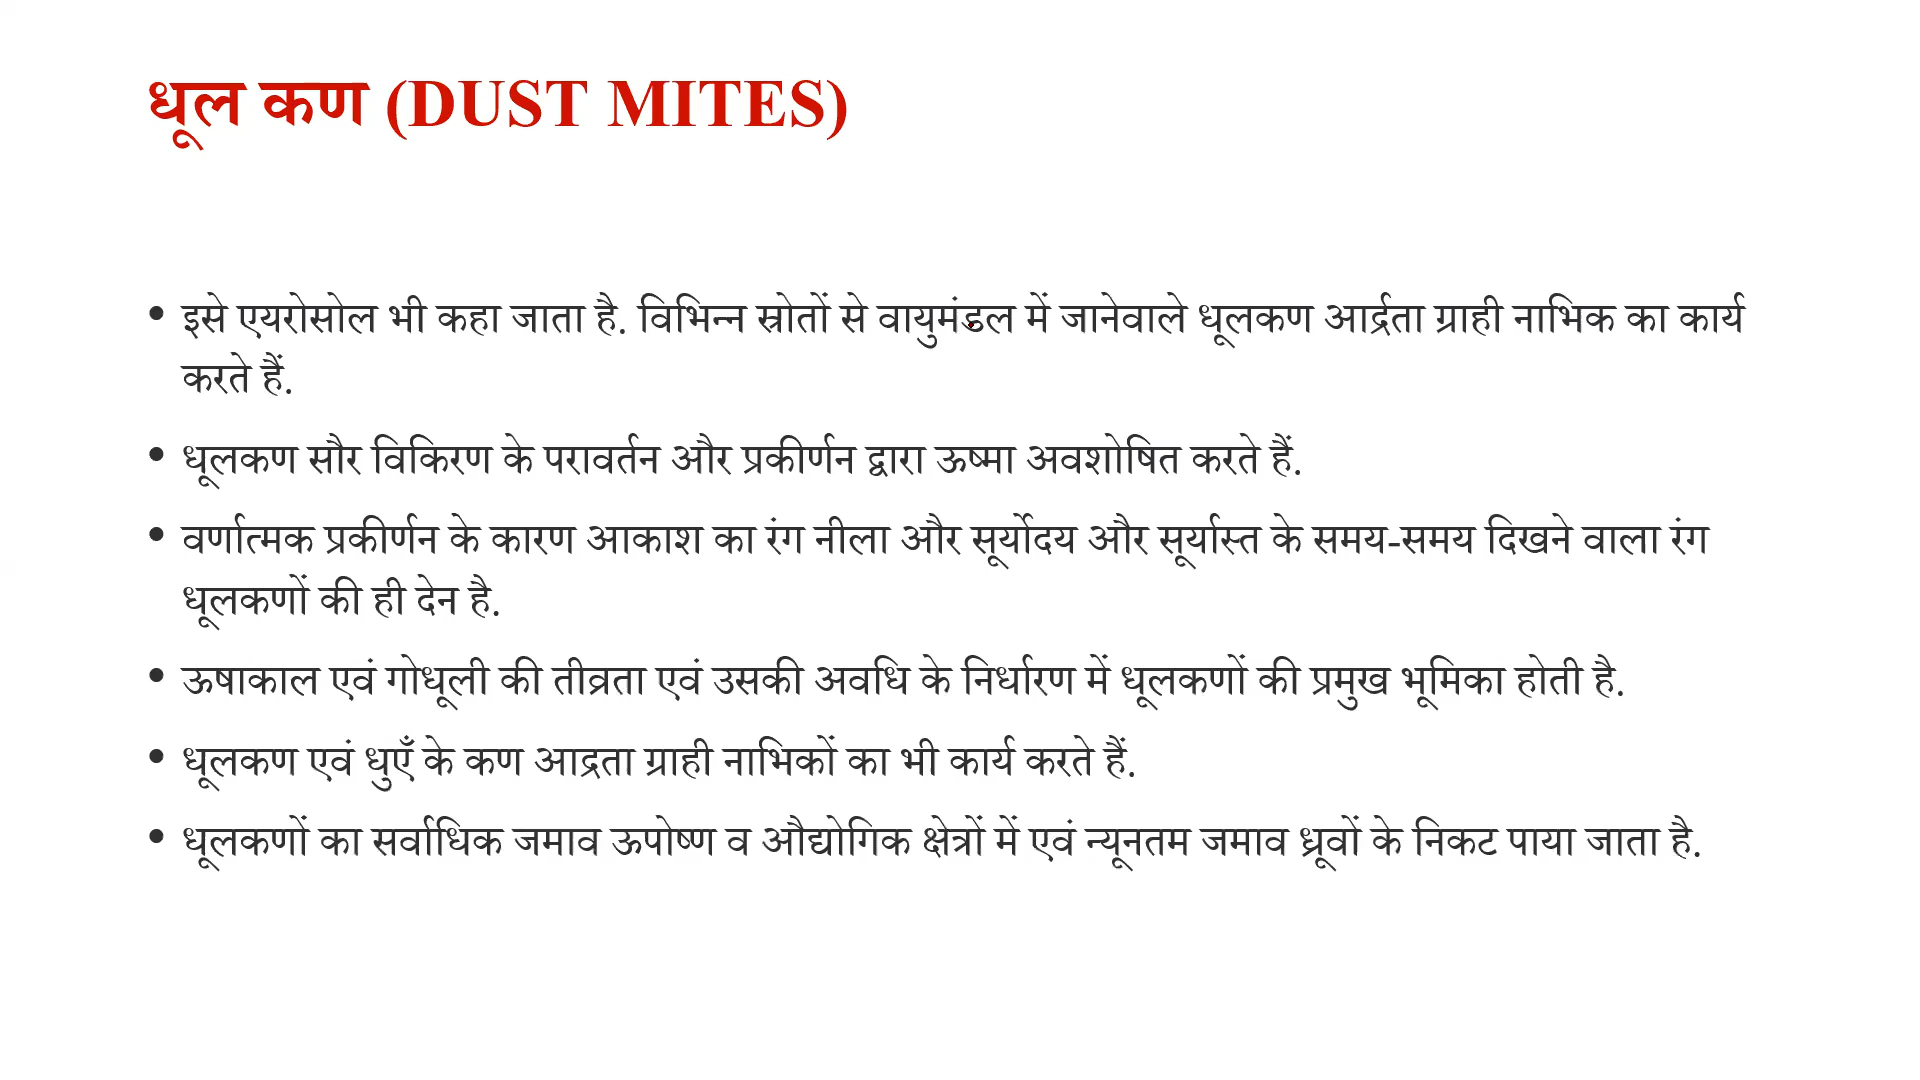 धूल कण (DUST MITES)
• इसे एयरोसोल भी कहा जाता है. विभिन्न स्रोतों से वायुमंडल में जानेवाले धूलकण आर्द्रता ग्राही नाभिक का कार्य
करते हैं.
• धूलकण सौर विकिरण के परावर्तन और प्रकीर्णन द्वारा ऊष्मा अवशोषित करते हैं.
• वर्णात्मक प्रकीर्णन के कारण आकाश का रंग नीला और सूर्योदय और सूर्यास्त के समय-समय दिखने वाला रंग
धूलकणों की ही देन है.
• ऊषाकाल एवं गोधूली की तीव्रता एवं उसकी अवधि के निर्धारण में धूलकणों की प्रमुख भूमिका होती है.
• धूलकण एवं धुएँ के कण आद्रता ग्राही नाभिकों का भी कार्य करते हैं.
• धूलकणों का सर्वाधिक जमाव ऊपोष्ण व औद्योगिक क्षेत्रों में एवं न्यूनतम जमाव ध्रूवों के निकट पाया जाता है.